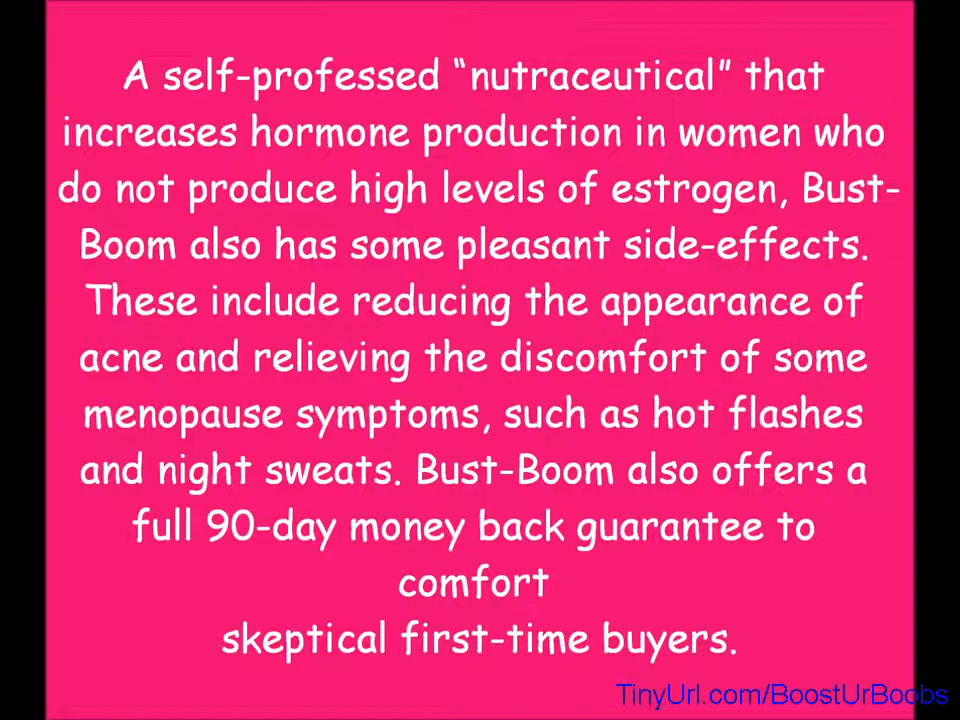 A self-professed “nutraceutical” that
increases hormone production in women who
do not produce high levels of estrogen, Bust-
Boom also has some pleasant side-effects.
These include reducing the appearance of
acne and relieving the discomfort of some
menopause symptoms, such as hot flashes
and night sweats. Bust-Boom also offers a
full 90-day money back guarantee to
comfort
skeptical first-time buyers.
TinyUrl.com/BoostUrBoobs